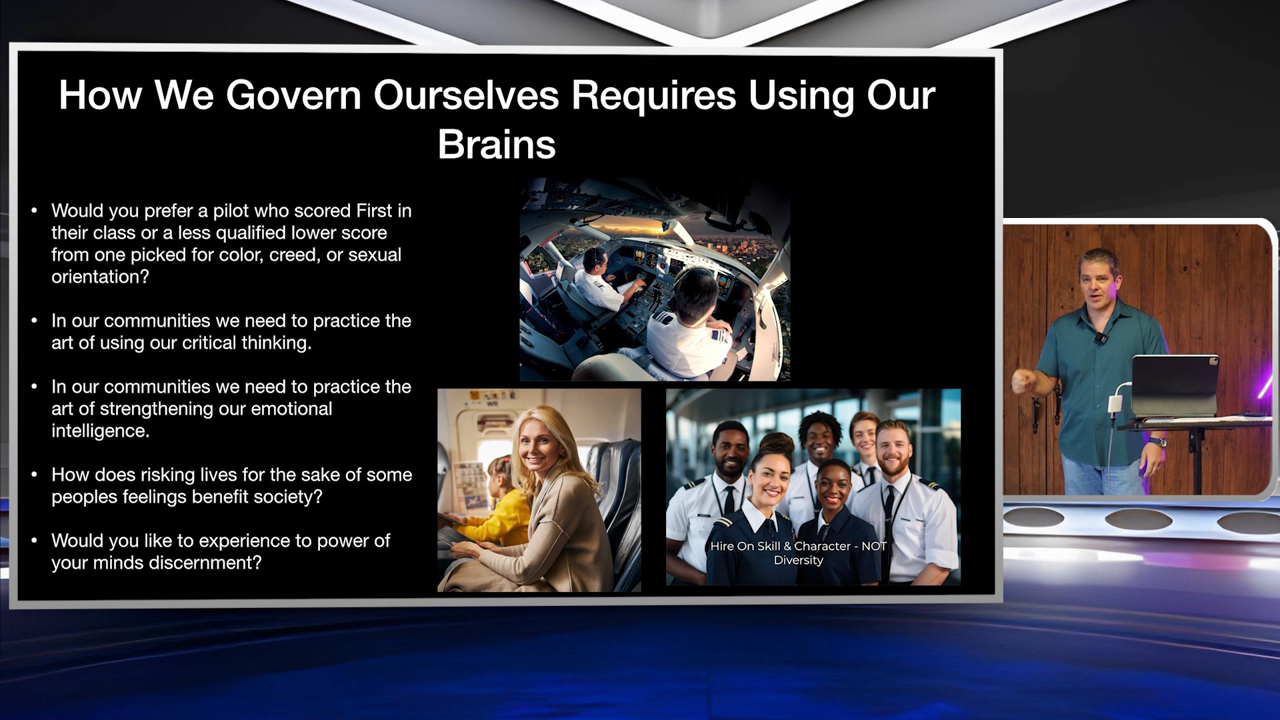 How We Govern Ourselves Requires Using Our
Brains
• Would you prefer a pilot who scored First in
their class or a less qualified lower score
from one picked for color, creed, or sexual
orientation?
• In our communities we need to practice the
art of using our critical thinking.
• In our communities we need to practice the
art of strengthening our emotional
intelligence.
• How does risking lives for the sake of some
peoples feelings benefit society?
• Would you like to experience to power of
your minds discernment?
Hire On Skill & Character - NOT
Diversity